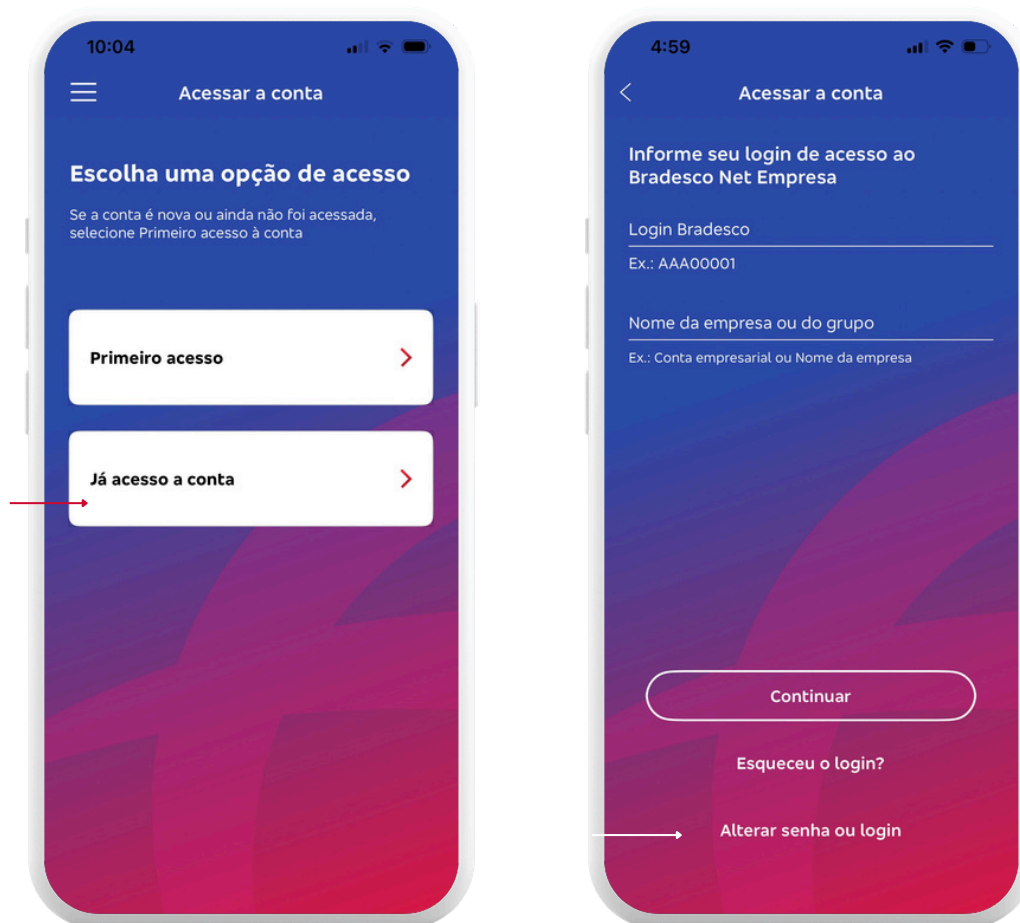 10:04
Acessar a conta
Escolha uma opção de acesso
Se a conta é nova ou ainda não foi acessada,
selecione Primeiro acesso à conta
Primeiro acesso
Já acesso a conta
4:59
Acessar a conta
Informe seu login de acesso ao
Bradesco Net Empresa
Login Bradesco
Ex.: AAA00001
Nome da empresa ou do grupo
Ex.: Conta empresarial ou Nome da empresa
Continuar
Esqueceu o login?
Alterar senha ou login